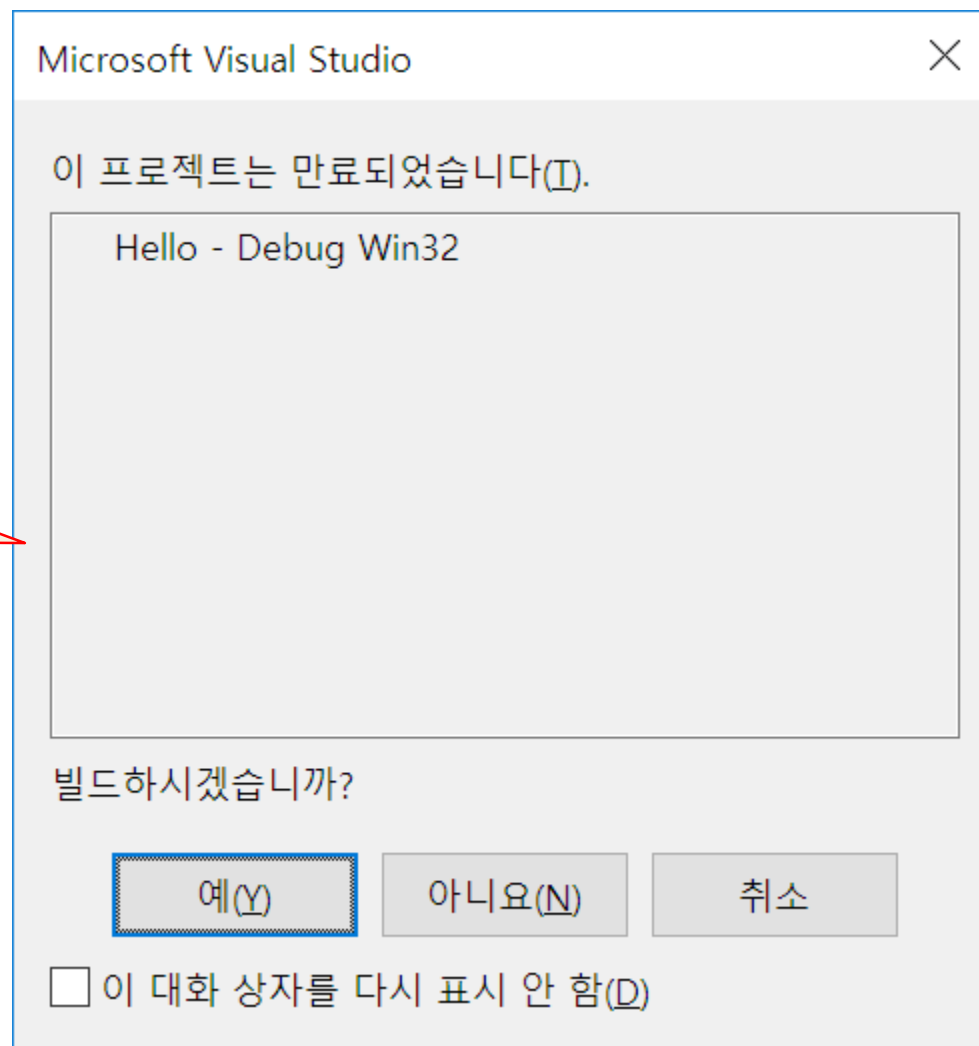 Microsoft Visual Studio
이 프로젝트는 만료되었습니다(T).
Hello - Debug Win32
빌드하시겠습니까?
예(Y) 아니요(N) 취소
이 대화 상자를 다시 표시 안 함(D)